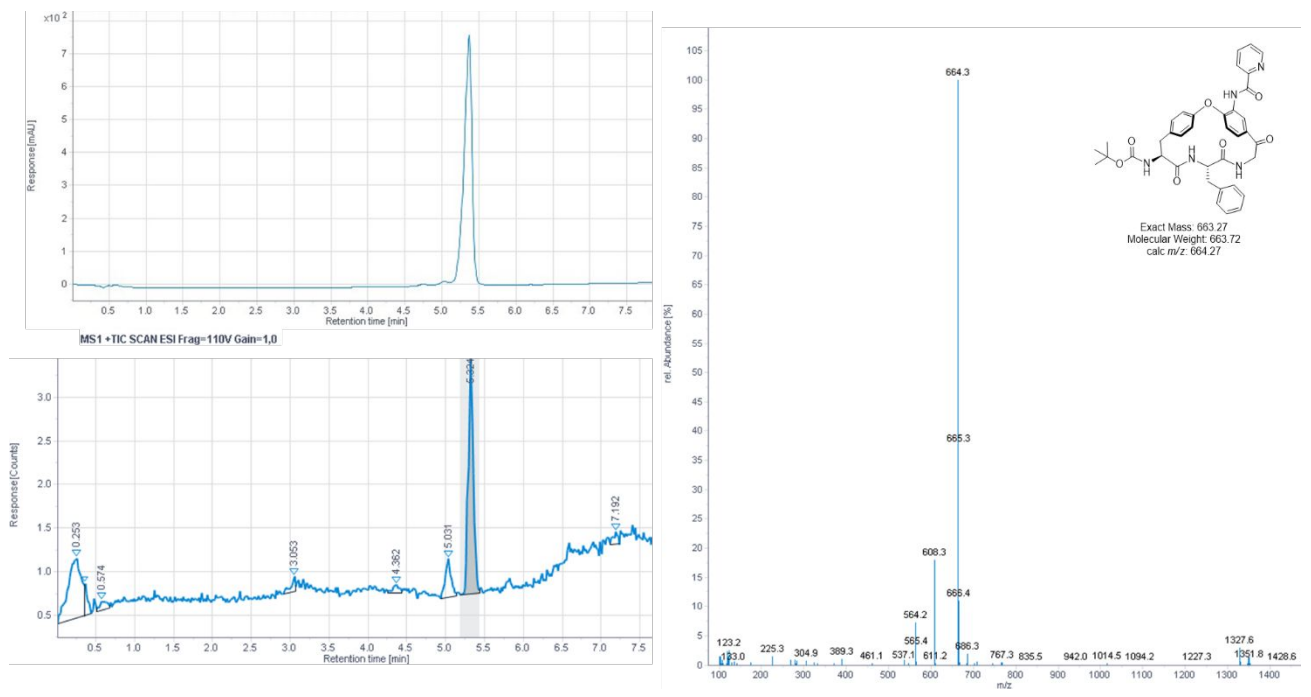 x10 2
7
6
5
4
3
2
1
0
Response[mAU]
0.5 1.0 1.5 2.0 2.5 3.0 3.5 4.0 4.5 5.0 5.5 6.0 6.5 7.0 7.5
Retention time [min]
MS1 +TIC SCAN ESI Frag=110V Gain=1,0
3.0
2.5
2.0
1.5
1.0
0.5
Response[Counts]
0.253
0.574
3.053
4.362
5.031
5.324
7.192
0.5 1.0 1.5 2.0 2.5 3.0 3.5 4.0 4.5 5.0 5.5 6.0 6.5 7.0 7.5
Retention time [min]
105
100
95
90
85
80
75
70
65
60
55
50
45
40
35
30
25
20
15
10
5
0
rel. Abundance [%]
664.3
665.3
608.3
666.4
564.2
565.4
686.3
123.2
133.0
225.3
304.9
389.3
461.1
537.1
611.2
767.3
835.5
942.0
1014.5
1094.2
1227.3
1327.6
1351.8
1428.6
100 200 300 400 500 600 700 800 900 1000 1100 1200 1300 1400
m/z
N
HN
O
O
O
O
O
H
N
O
N
H
O
N
H
O
Exact Mass: 663.27
Molecular Weight: 663.72
calc m/z: 664.27